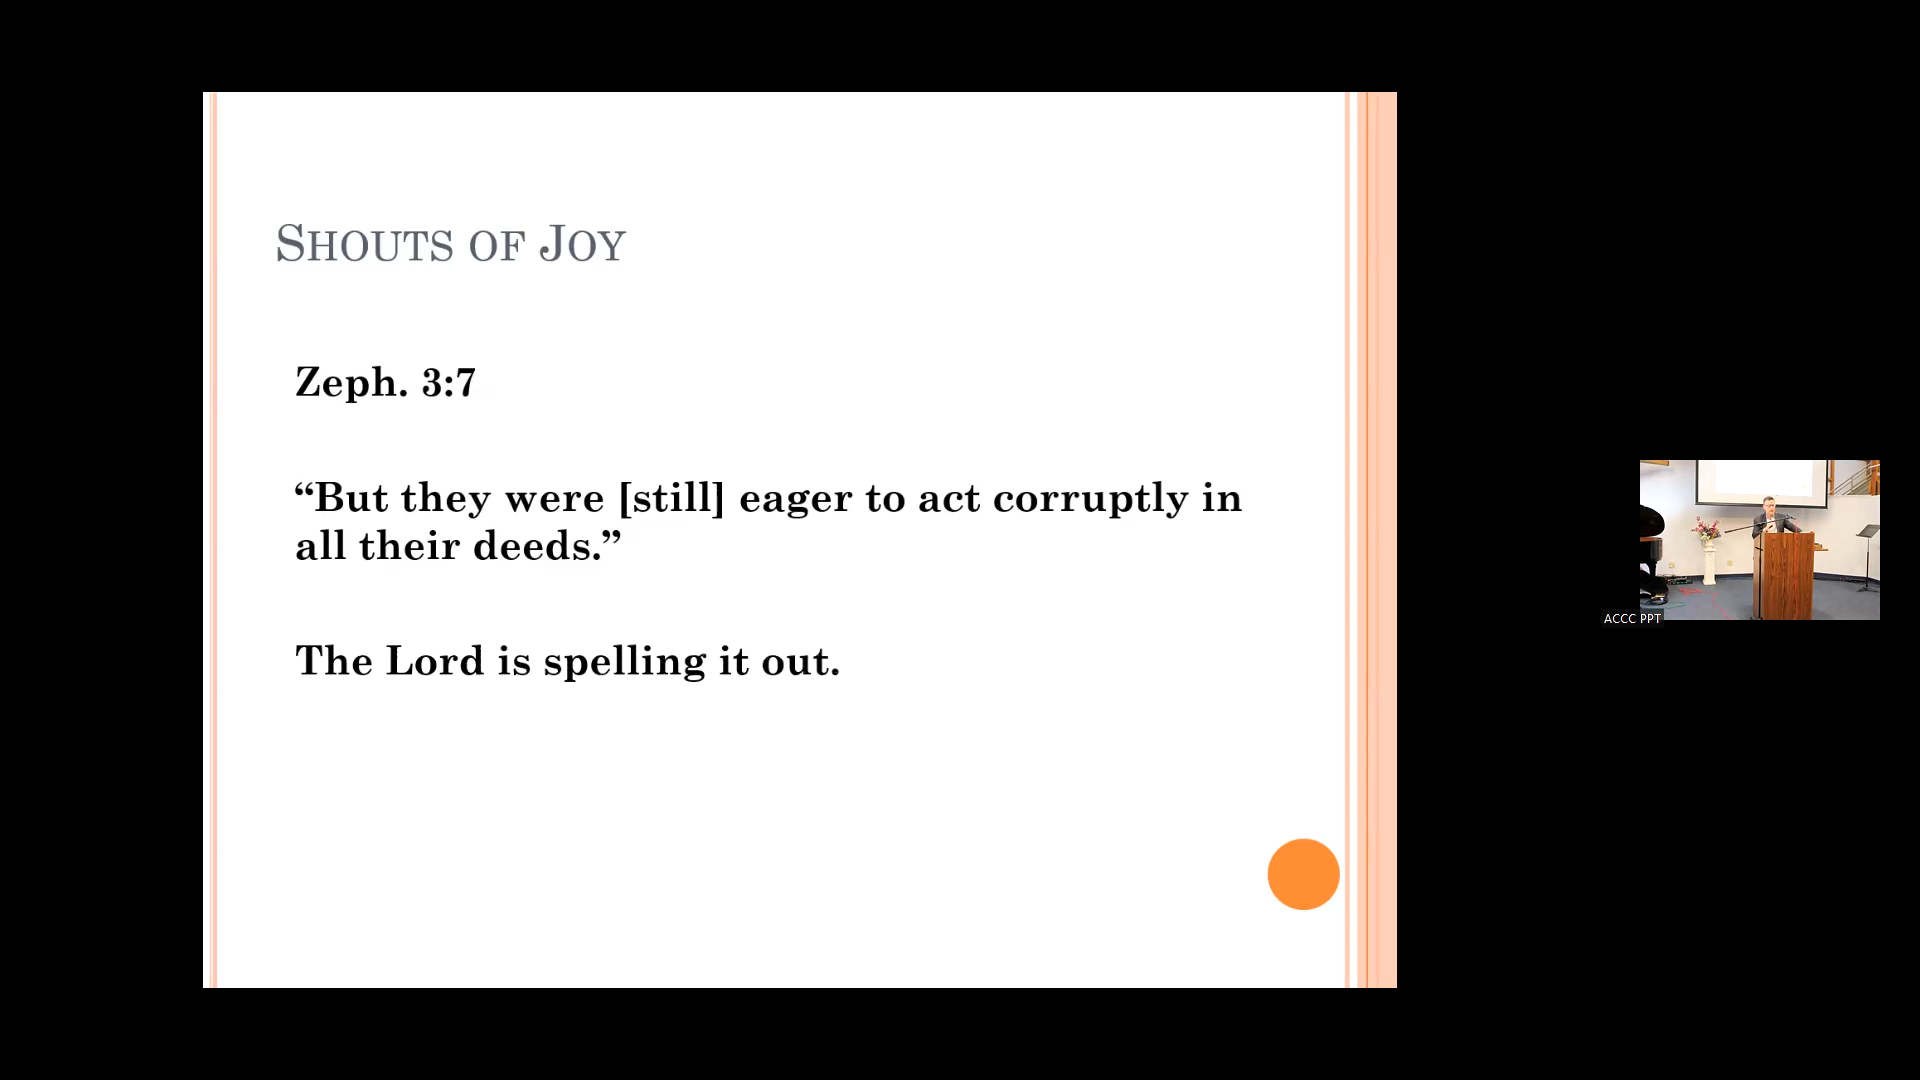 Shouts of Joy
Zeph. 3:7
“But they were [still] eager to act corruptly in
all their deeds.”
The Lord is spelling it out.
ACCC PPT